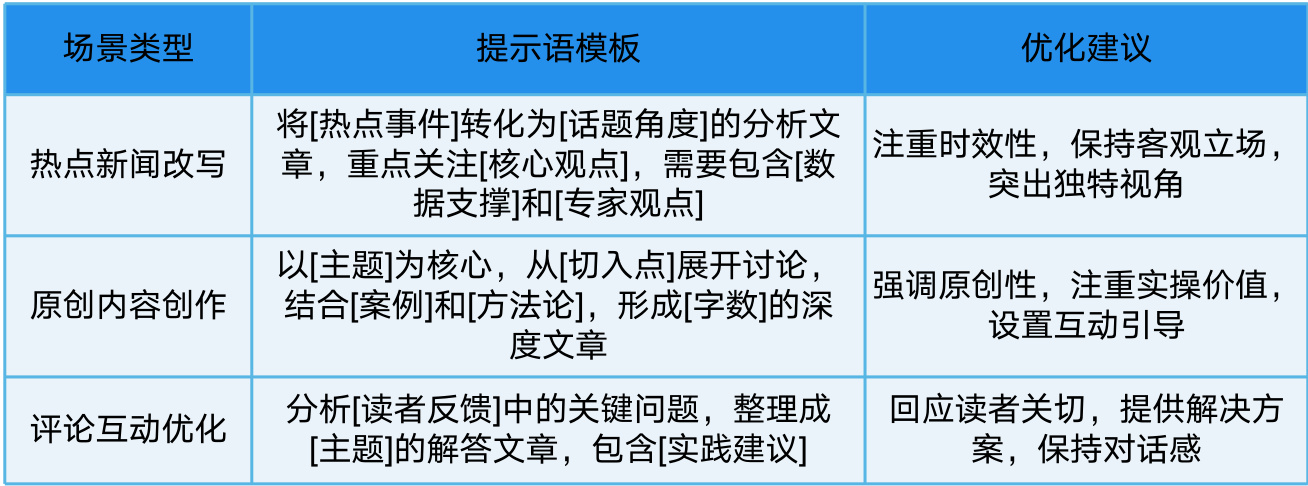 场景类型
提示语模板
优化建议
热点新闻改写
将[热点事件]转化为[话题角度]的分析文
章，重点关注[核心观点]，需要包含[数
据支撑]和[专家观点]
注重时效性，保持客观立场，
突出独特视角
原创内容创作
以[主题]为核心，从[切入点]展开讨论，
结合[案例]和[方法论]，形成[字数]的深
度文章
强调原创性，注重实操价值，
设置互动引导
评论互动优化
分析[读者反馈]中的关键问题，整理成
[主题]的解答文章，包含[实践建议]
回应读者关切，提供解决方
案，保持对话感